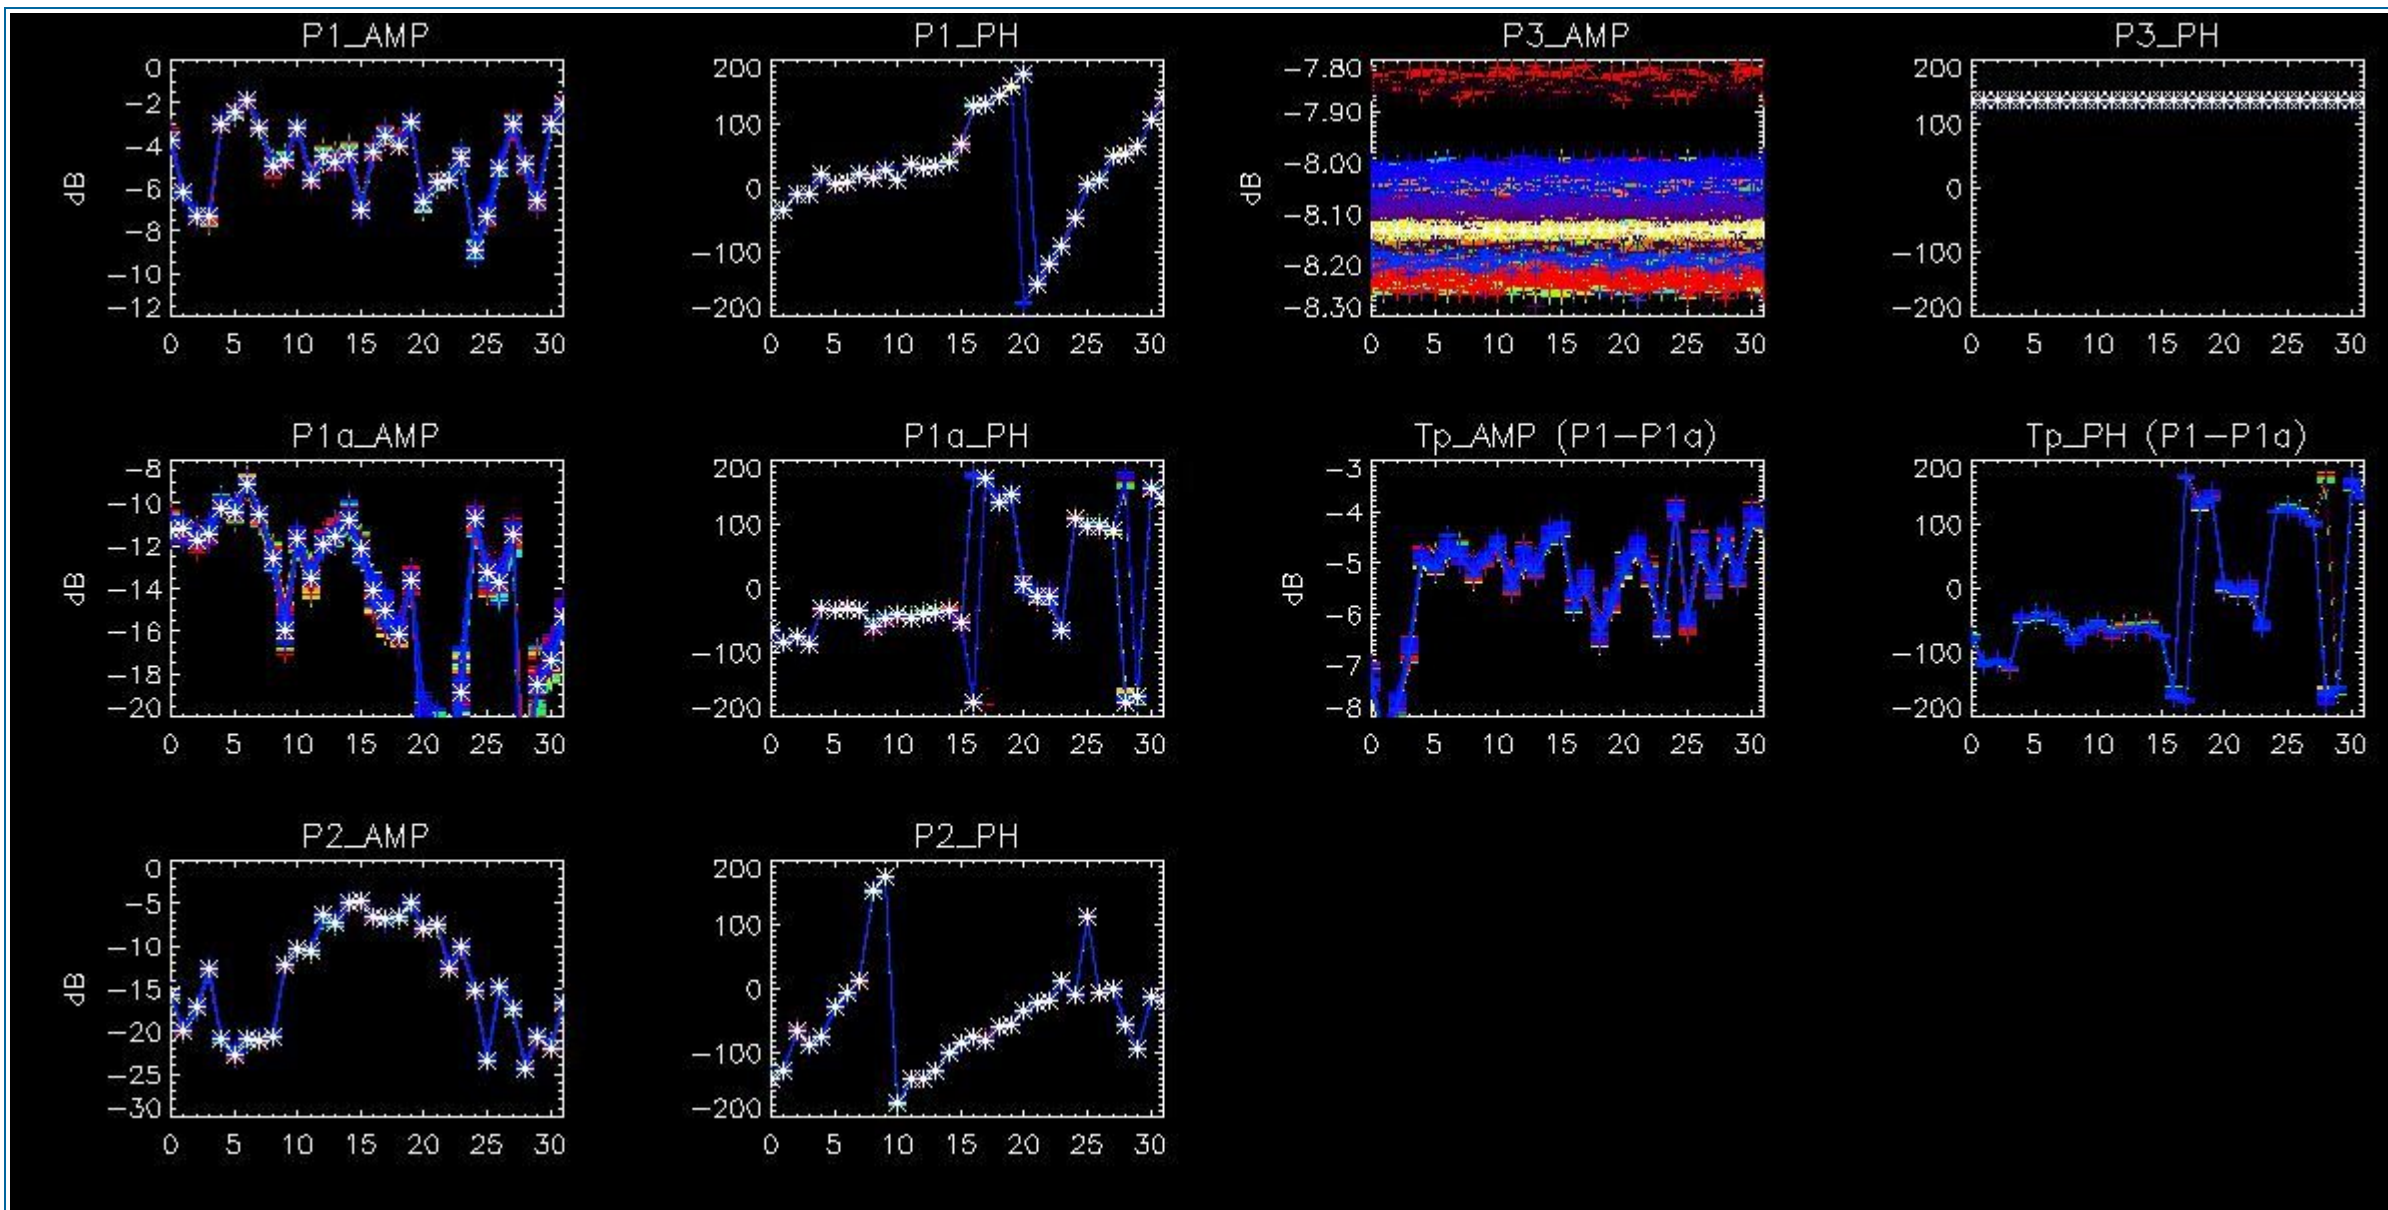 P1_AMP P1_PH P3_AMP P3_PH
0 200 -7.80 200
-2 100 -7.90 100
-4 0 -8.00 0
-6 -100 -8.10 -100
-8 -200 -8.20 -200
-10 -8.30
-12
dB dB
0 5 10 15 20 25 30 0 5 10 15 20 25 30 0 5 10 15 20 25 30 0 5 10 15 20 25 30
P1a_AMP P1a_PH Tp_AMP (P1-P1a) Tp_PH (P1-P1a)
-8 200 -3 200
-10 100 -4 100
-12 0 -5 0
-14 -100 -6 -100
-16 -200 -7 -200
-18 -8
-20
dB dB
0 5 10 15 20 25 30 0 5 10 15 20 25 30 0 5 10 15 20 25 30 0 5 10 15 20 25 30
P2_AMP P2_PH
0 200
-5 100
-10 0
-15 -100
-20 -200
-25
-30
dB
0 5 10 15 20 25 30 0 5 10 15 20 25 30